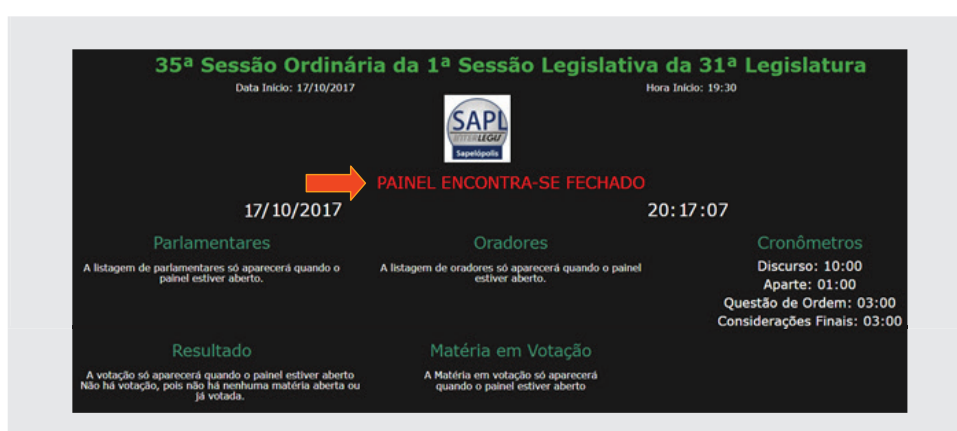 35ª Sessão Ordinária da 1ª Sessão Legislativa da 31ª Legislatura
Data Início: 17/10/2017
Hora Início: 19:30
SAPL
INTERLEGIS
Sapelópolis
PAINEL ENCONTRA-SE FECHADO
17/10/2017
20:17:07
Parlamentares
A listagem de parlamentares só aparecerá quando o
painel estiver aberto.
Oradores
A listagem de oradores só aparecerá quando o painel
estiver aberto.
Cronômetros
Discurso: 10:00
Aparte: 01:00
Questão de Ordem: 03:00
Considerações Finais: 03:00
Resultado
A votação só aparecerá quando o painel estiver aberto
Não há votação, pois não há nenhuma matéria aberta ou
já votada.
Matéria em Votação
A Matéria em votação só aparecerá
quando o painel estiver aberto